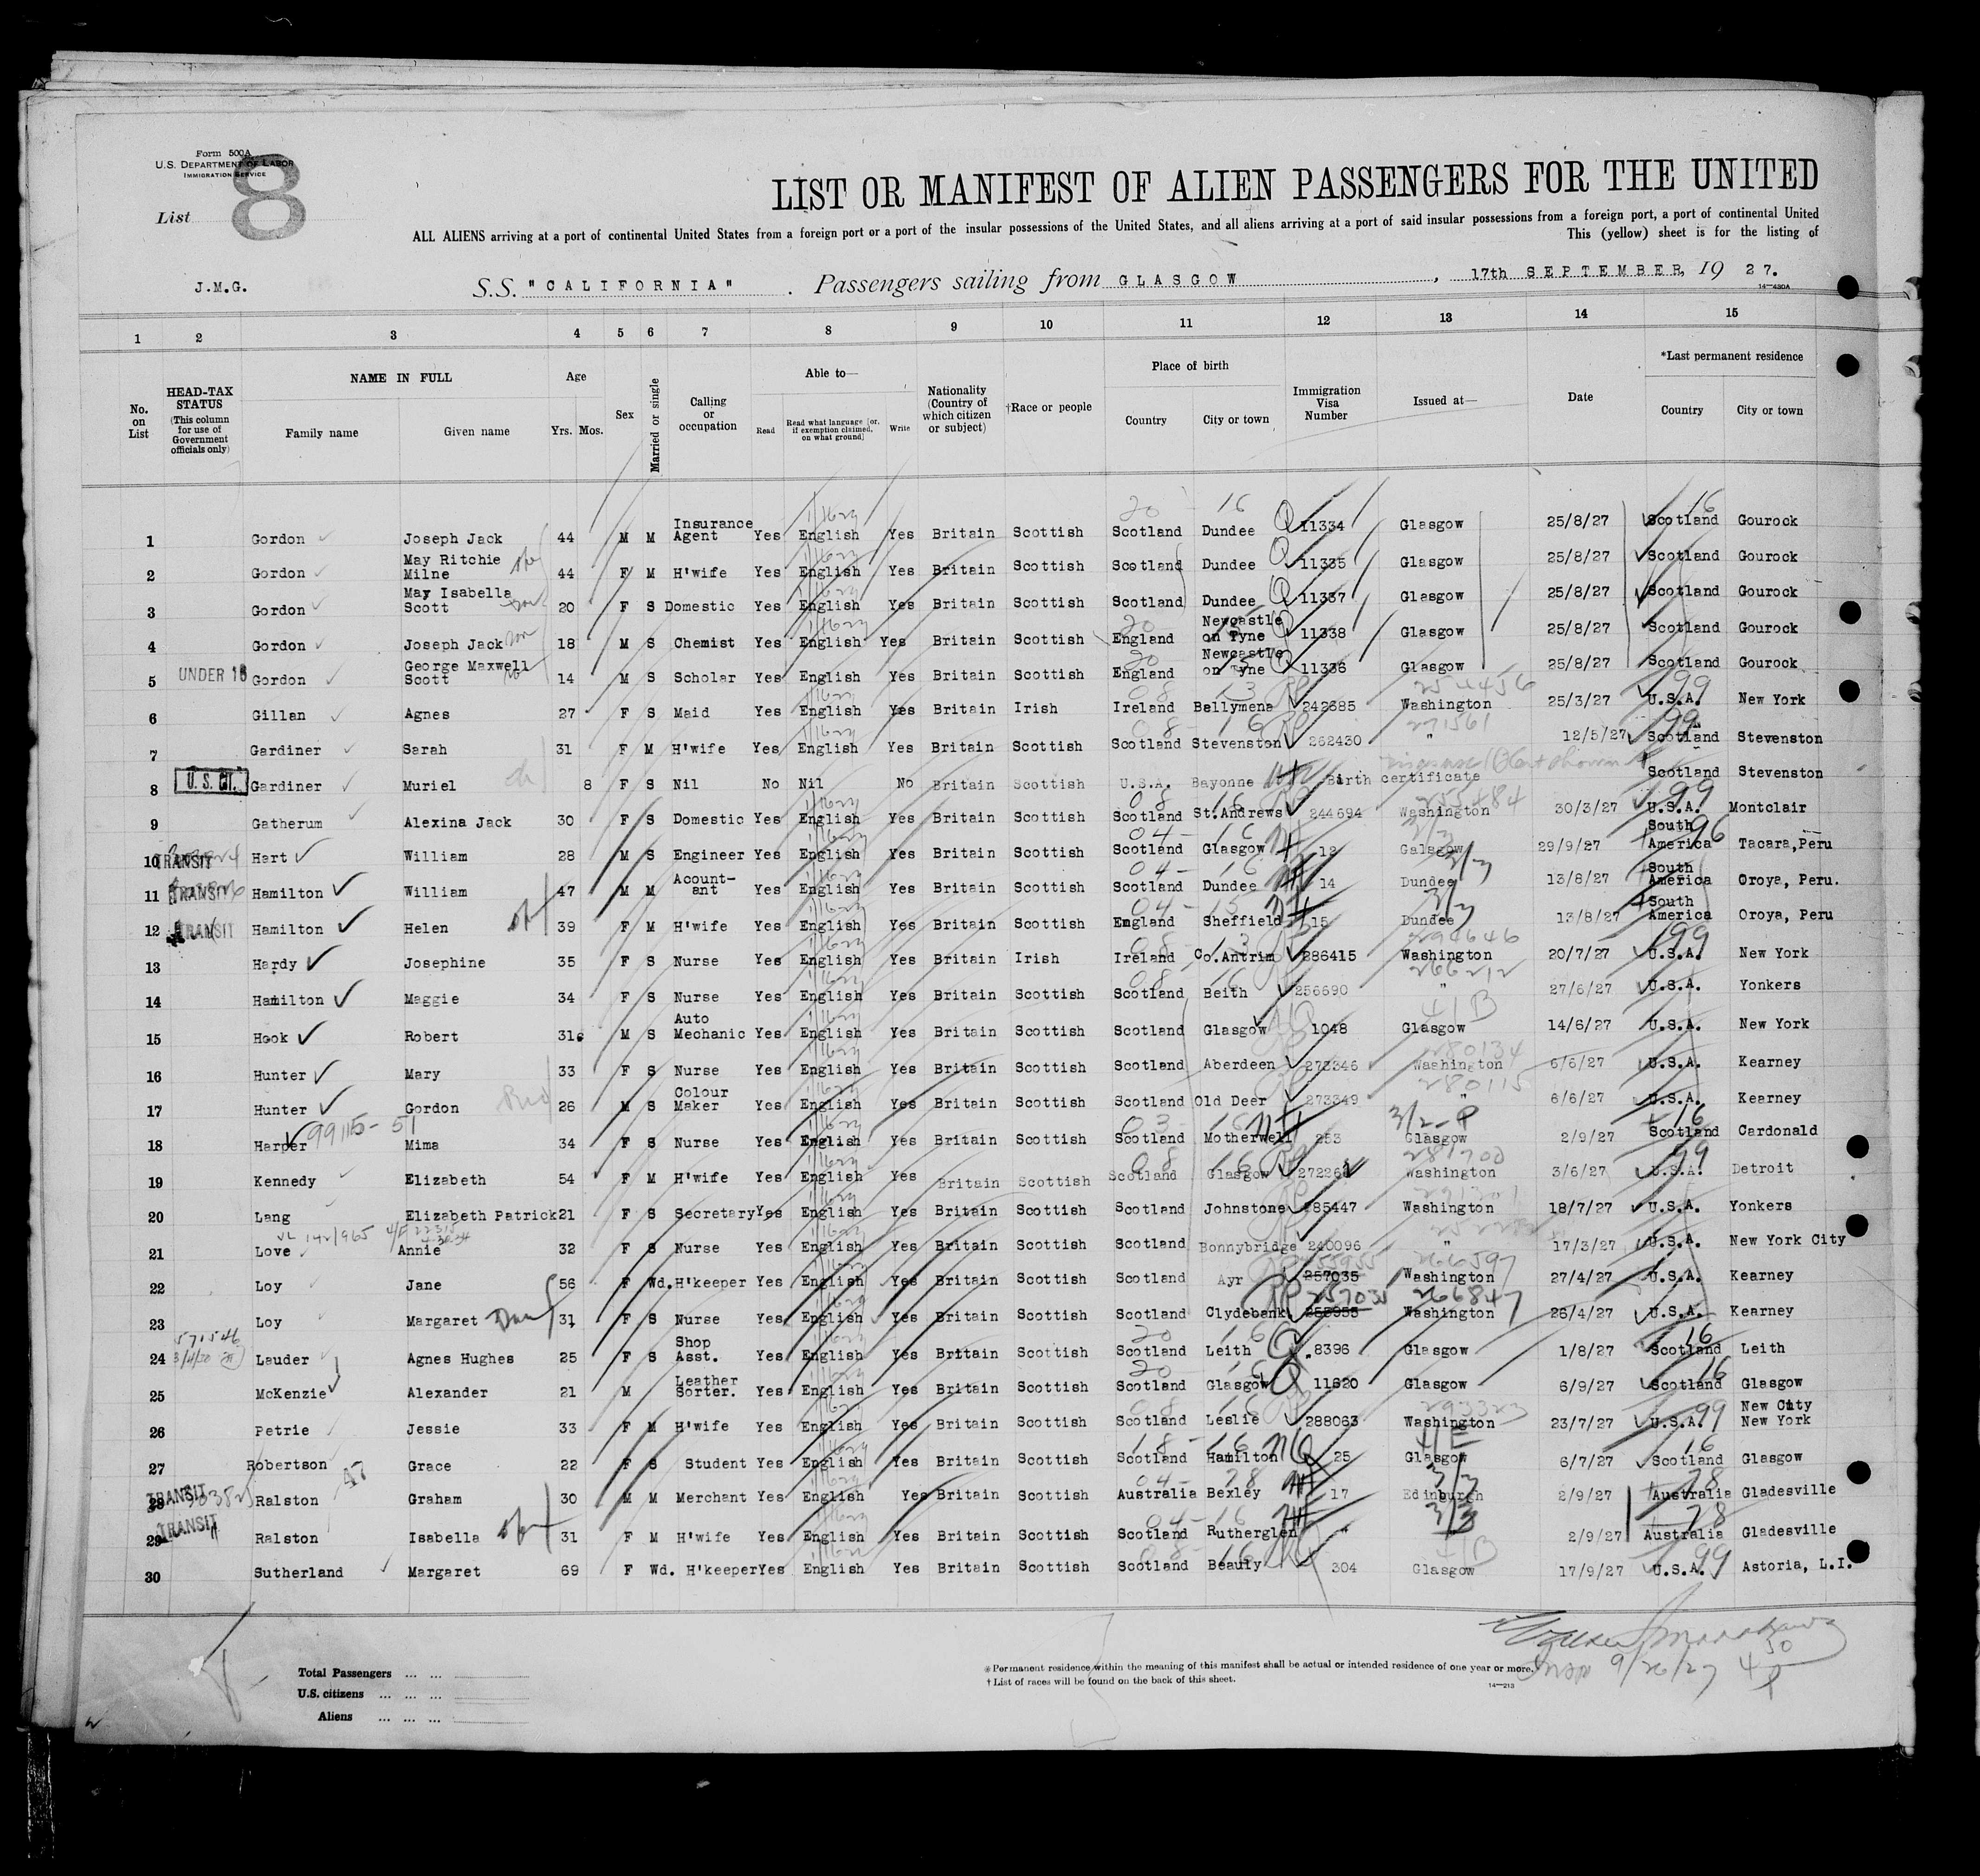 Form 500A
U.S. DEPARTMENT OF LABOR
IMMIGRATION SERVICE
List 8
LIST OR MANIFEST OF ALIEN PASSENGERS FOR THE UNITED
ALL ALIENS arriving at a port of continental United States from a foreign port or a port of the insular possessions of the United States, and all aliens arriving at a port of said insular possessions from a foreign port, a port of continental United
This (yellow) sheet is for the listing of
J.M.G. S.S. "CALIFORNIA" . Passengers sailing from GLASGOW , 17th SEPTEMBER, 19 27.
14—430A
1 2 3 4 5 6 7 8 9 10 11 12 13 14 15
No. on List HEAD-TAX STATUS (This column for use of Government officials only) NAME IN FULL Family name Given name Age Yrs. Mos. Sex Married or single Calling or occupation Able to— Read Read what language [or, if exemption claimed, on what ground] Write Nationality (Country of which citizen or subject) †Race or people Place of birth Country City or town Immigration Visa Number Issued at— Date *Last permanent residence Country City or town
1 Gordon Joseph Jack 44 M M Insurance Agent Yes English Yes Britain Scottish Scotland Dundee 11334 Glasgow 25/8/27 Scotland Gourock
2 Gordon May Ritchie Milne 44 F M H'wife Yes English Yes Britain Scottish Scotland Dundee 11335 Glasgow 25/8/27 Scotland Gourock
3 Gordon May Isabella Scott 20 F S Domestic Yes English Yes Britain Scottish Scotland Dundee 11337 Glasgow 25/8/27 Scotland Gourock
4 Gordon Joseph Jack 18 M S Chemist Yes English Yes Britain Scottish England Newcastle on Tyne 11338 Glasgow 25/8/27 Scotland Gourock
5 UNDER 16 Gordon George Maxwell Scott 14 M S Scholar Yes English Yes Britain Scottish England Newcastle on Tyne 11336 Glasgow 25/8/27 Scotland Gourock
6 Gillan Agnes 27 F S Maid Yes English Yes Britain Irish Ireland Ballymena 242685 Washington 25/3/27 U.S.A. New York
7 Gardiner Sarah 31 F M H'wife Yes English Yes Britain Scottish Scotland Stevenston 262430 " 12/5/27 Scotland Stevenston
8 U.S. CIT. Gardiner Muriel 8 F S Nil No Nil No Britain Scottish U.S.A. Bayonne Birth certificate Scotland Stevenston
9 Gatherum Alexina Jack 30 F S Domestic Yes English Yes Britain Scottish Scotland St.Andrews 244694 Washington 30/3/27 U.S.A. Montclair
10 TRANSIT Hart William 28 M S Engineer Yes English Yes Britain Scottish Scotland Glasgow 12 Galsgow 29/9/27 South America Tacara,Peru
11 TRANSIT Hamilton William 47 M M Acount-ant Yes English Yes Britain Scottish Scotland Dundee 14 Dundee 13/8/27 South America Oroya, Peru.
12 TRANSIT Hamilton Helen 39 F M H'wife Yes English Yes Britain Scottish England Sheffield 15 Dundee 13/8/27 South America Oroya, Peru
13 Hardy Josephine 35 F S Nurse Yes English Yes Britain Irish Ireland Co.Antrim 286415 Washington 20/7/27 U.S.A. New York
14 Hamilton Maggie 34 F S Nurse Yes English Yes Britain Scottish Scotland Beith 256690 " 27/6/27 U.S.A. Yonkers
15 Hook Robert 31 M S Auto Mechanic Yes English Yes Britain Scottish Scotland Glasgow 1048 Glasgow 14/6/27 U.S.A. New York
16 Hunter Mary 33 F S Nurse Yes English Yes Britain Scottish Scotland Aberdeen 273346 Washington 6/6/27 U.S.A. Kearney
17 Hunter Gordon 26 M S Colour Maker Yes English Yes Britain Scottish Scotland Old Deer 273349 " 6/6/27 U.S.A. Kearney
18 Harper 99115-51 Mima 34 F S Nurse Yes English Yes Britain Scottish Scotland Motherwell 253 Glasgow 2/9/27 Scotland Cardonald
19 Kennedy Elizabeth 54 F M H'wife Yes English Yes Britain Scottish Scotland Glasgow Washington 3/6/27 U.S.A. Detroit
20 Lang Elizabeth Patrick 21 F S Secretary Yes English Yes Britain Scottish Scotland Johnstone 285447 Washington 18/7/27 U.S.A. Yonkers
21 Love Annie 32 F S Nurse Yes English Yes Britain Scottish Scotland Bonnybridge 240096 " 17/3/27 U.S.A. New York City
22 Loy Jane 56 F Wd. H'keeper Yes English Yes Britain Scottish Scotland Ayr 257035 Washington 27/4/27 U.S.A. Kearney
23 Loy Margaret 31 F S Nurse Yes English Yes Britain Scottish Scotland Clydebank 257035 266847 Washington 26/4/27 U.S.A. Kearney
24 Lauder Agnes Hughes 25 F S Shop Asst. Yes English Yes Britain Scottish Scotland Leith 8396 Glasgow 1/8/27 Scotland Leith
25 McKenzie Alexander 21 M Leather Sorter. Yes English Yes Britain Scottish Scotland Glasgow 11620 Glasgow 6/9/27 Scotland Glasgow
26 Petrie Jessie 33 F M H'wife Yes English Yes Britain Scottish Scotland Leslie 288063 Washington 23/7/27 U.S.A. New City New York
27 Robertson Grace 22 F S Student Yes English Yes Britain Scottish Scotland Hamilton 25 Glasgow 6/7/27 Scotland Glasgow
28 TRANSIT Ralston Graham 30 M M Merchant Yes English Yes Britain Scottish Australia Bexley 17 Edinburgh 2/9/27 Australia Gladesville
29 TRANSIT Ralston Isabella 31 F M H'wife Yes English Yes Britain Scottish Scotland Rutherglen " 2/9/27 Australia Gladesville
30 Sutherland Margaret 69 F Wd. H'keeper Yes English Yes Britain Scottish Scotland Beauly 304 Glasgow 17/9/27 U.S.A. Astoria, L.I.
Total Passengers ... ...
U.S. citizens ... ... ...
Aliens ... ... ...
*Permanent residence within the meaning of this manifest shall be actual or intended residence of one year or more.
†List of races will be found on the back of this sheet.
14—213
9/26/27